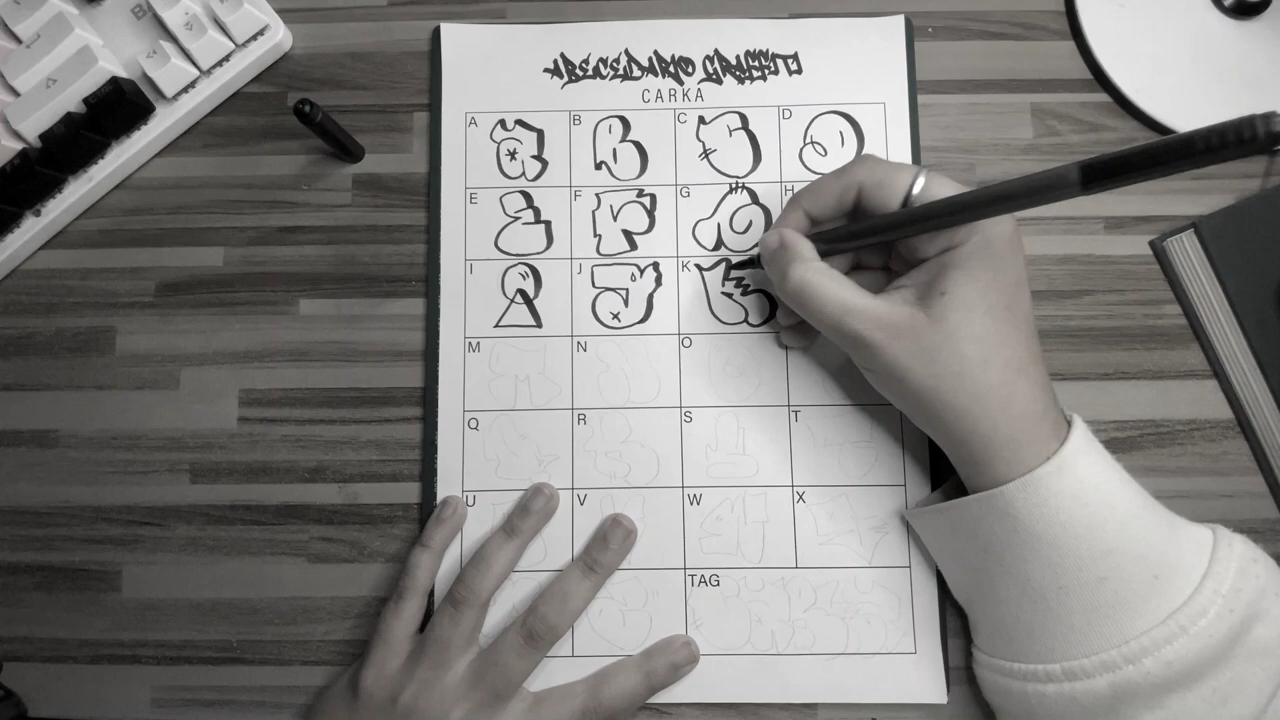 ABECEDARIO GRAFFITI
CARKA
A B C D
E F G H
I J K
M N O
Q R S T
U V W X
TAG